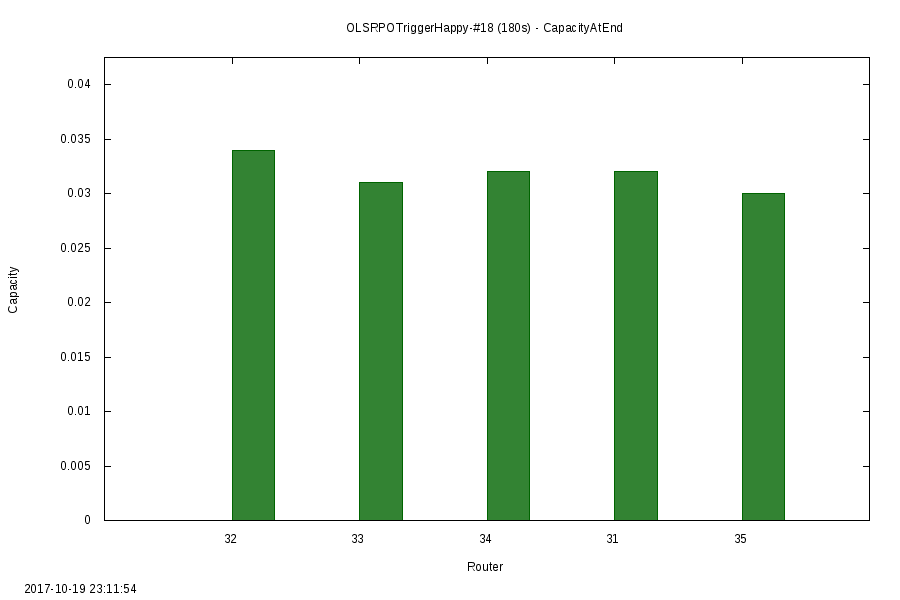 OLSRPOTriggerHappy-#18 (180s) - CapacityAtEnd
0.04
0.035
0.03
0.025
0.02
0.015
0.01
0.005
0
Capacity
32 33 34 31 35
Router
2017-10-19 23:11:54